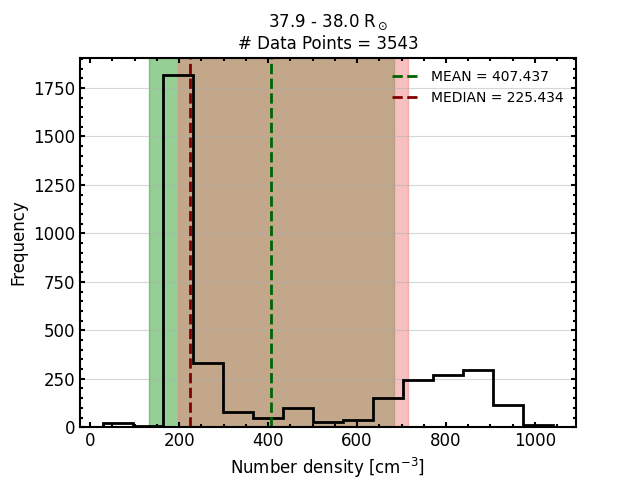 37.9 - 38.0 R⊙
# Data Points = 3543
MEAN = 407.437
MEDIAN = 225.434
Frequency
1750
1500
1250
1000
750
500
250
0
0 200 400 600 800 1000
Number density [cm⁻³]